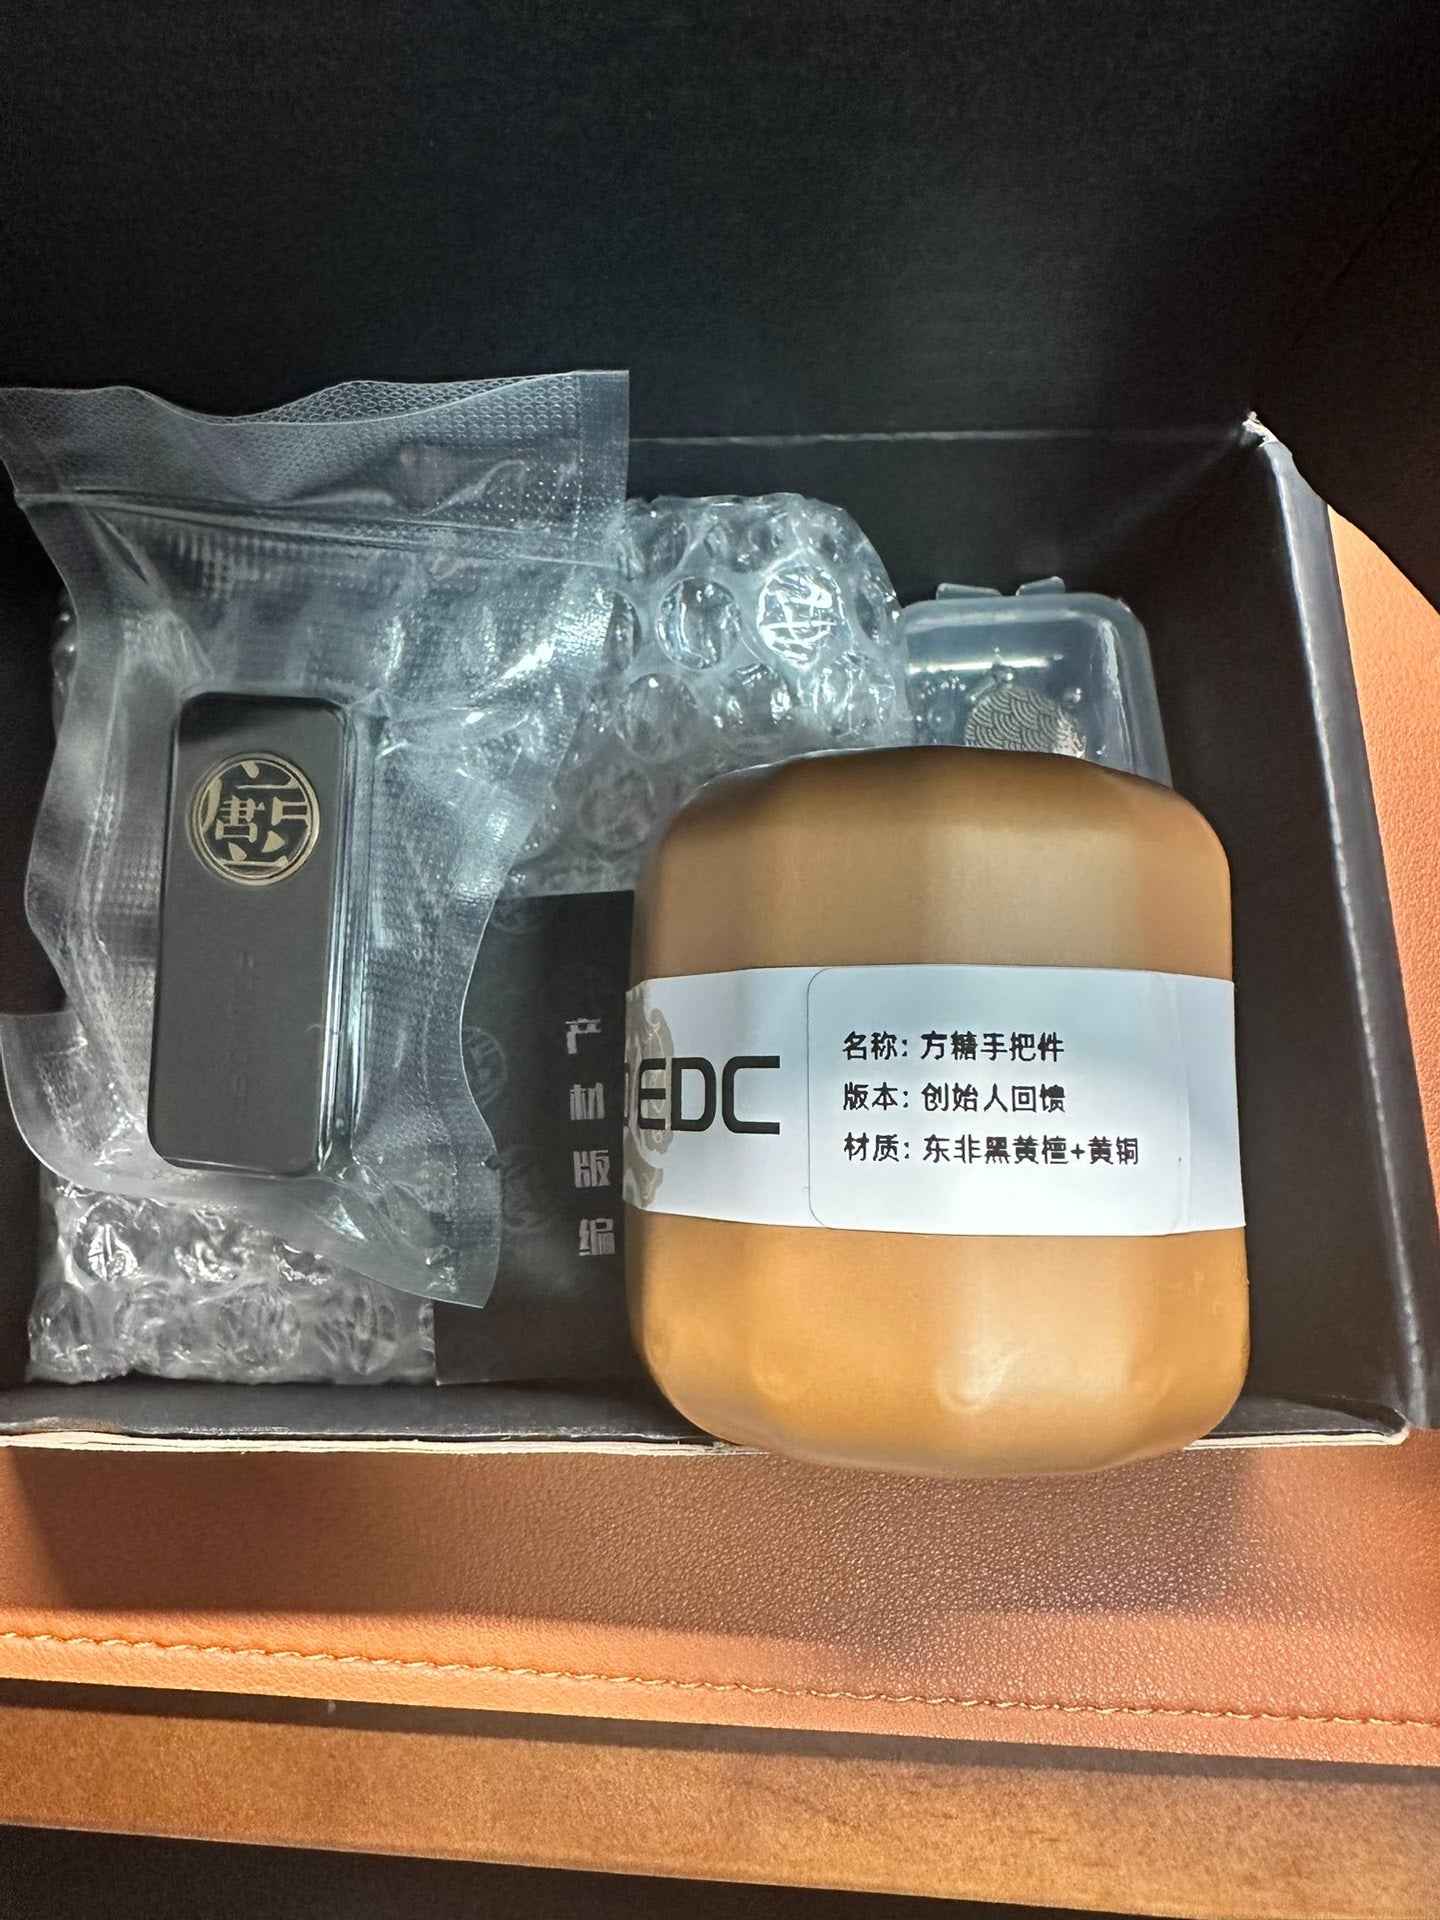 唐
产
材
版
编
EDC
名称: 方糖手把件
版本: 创始人回馈
材质: 东非黑黄檀+黄铜